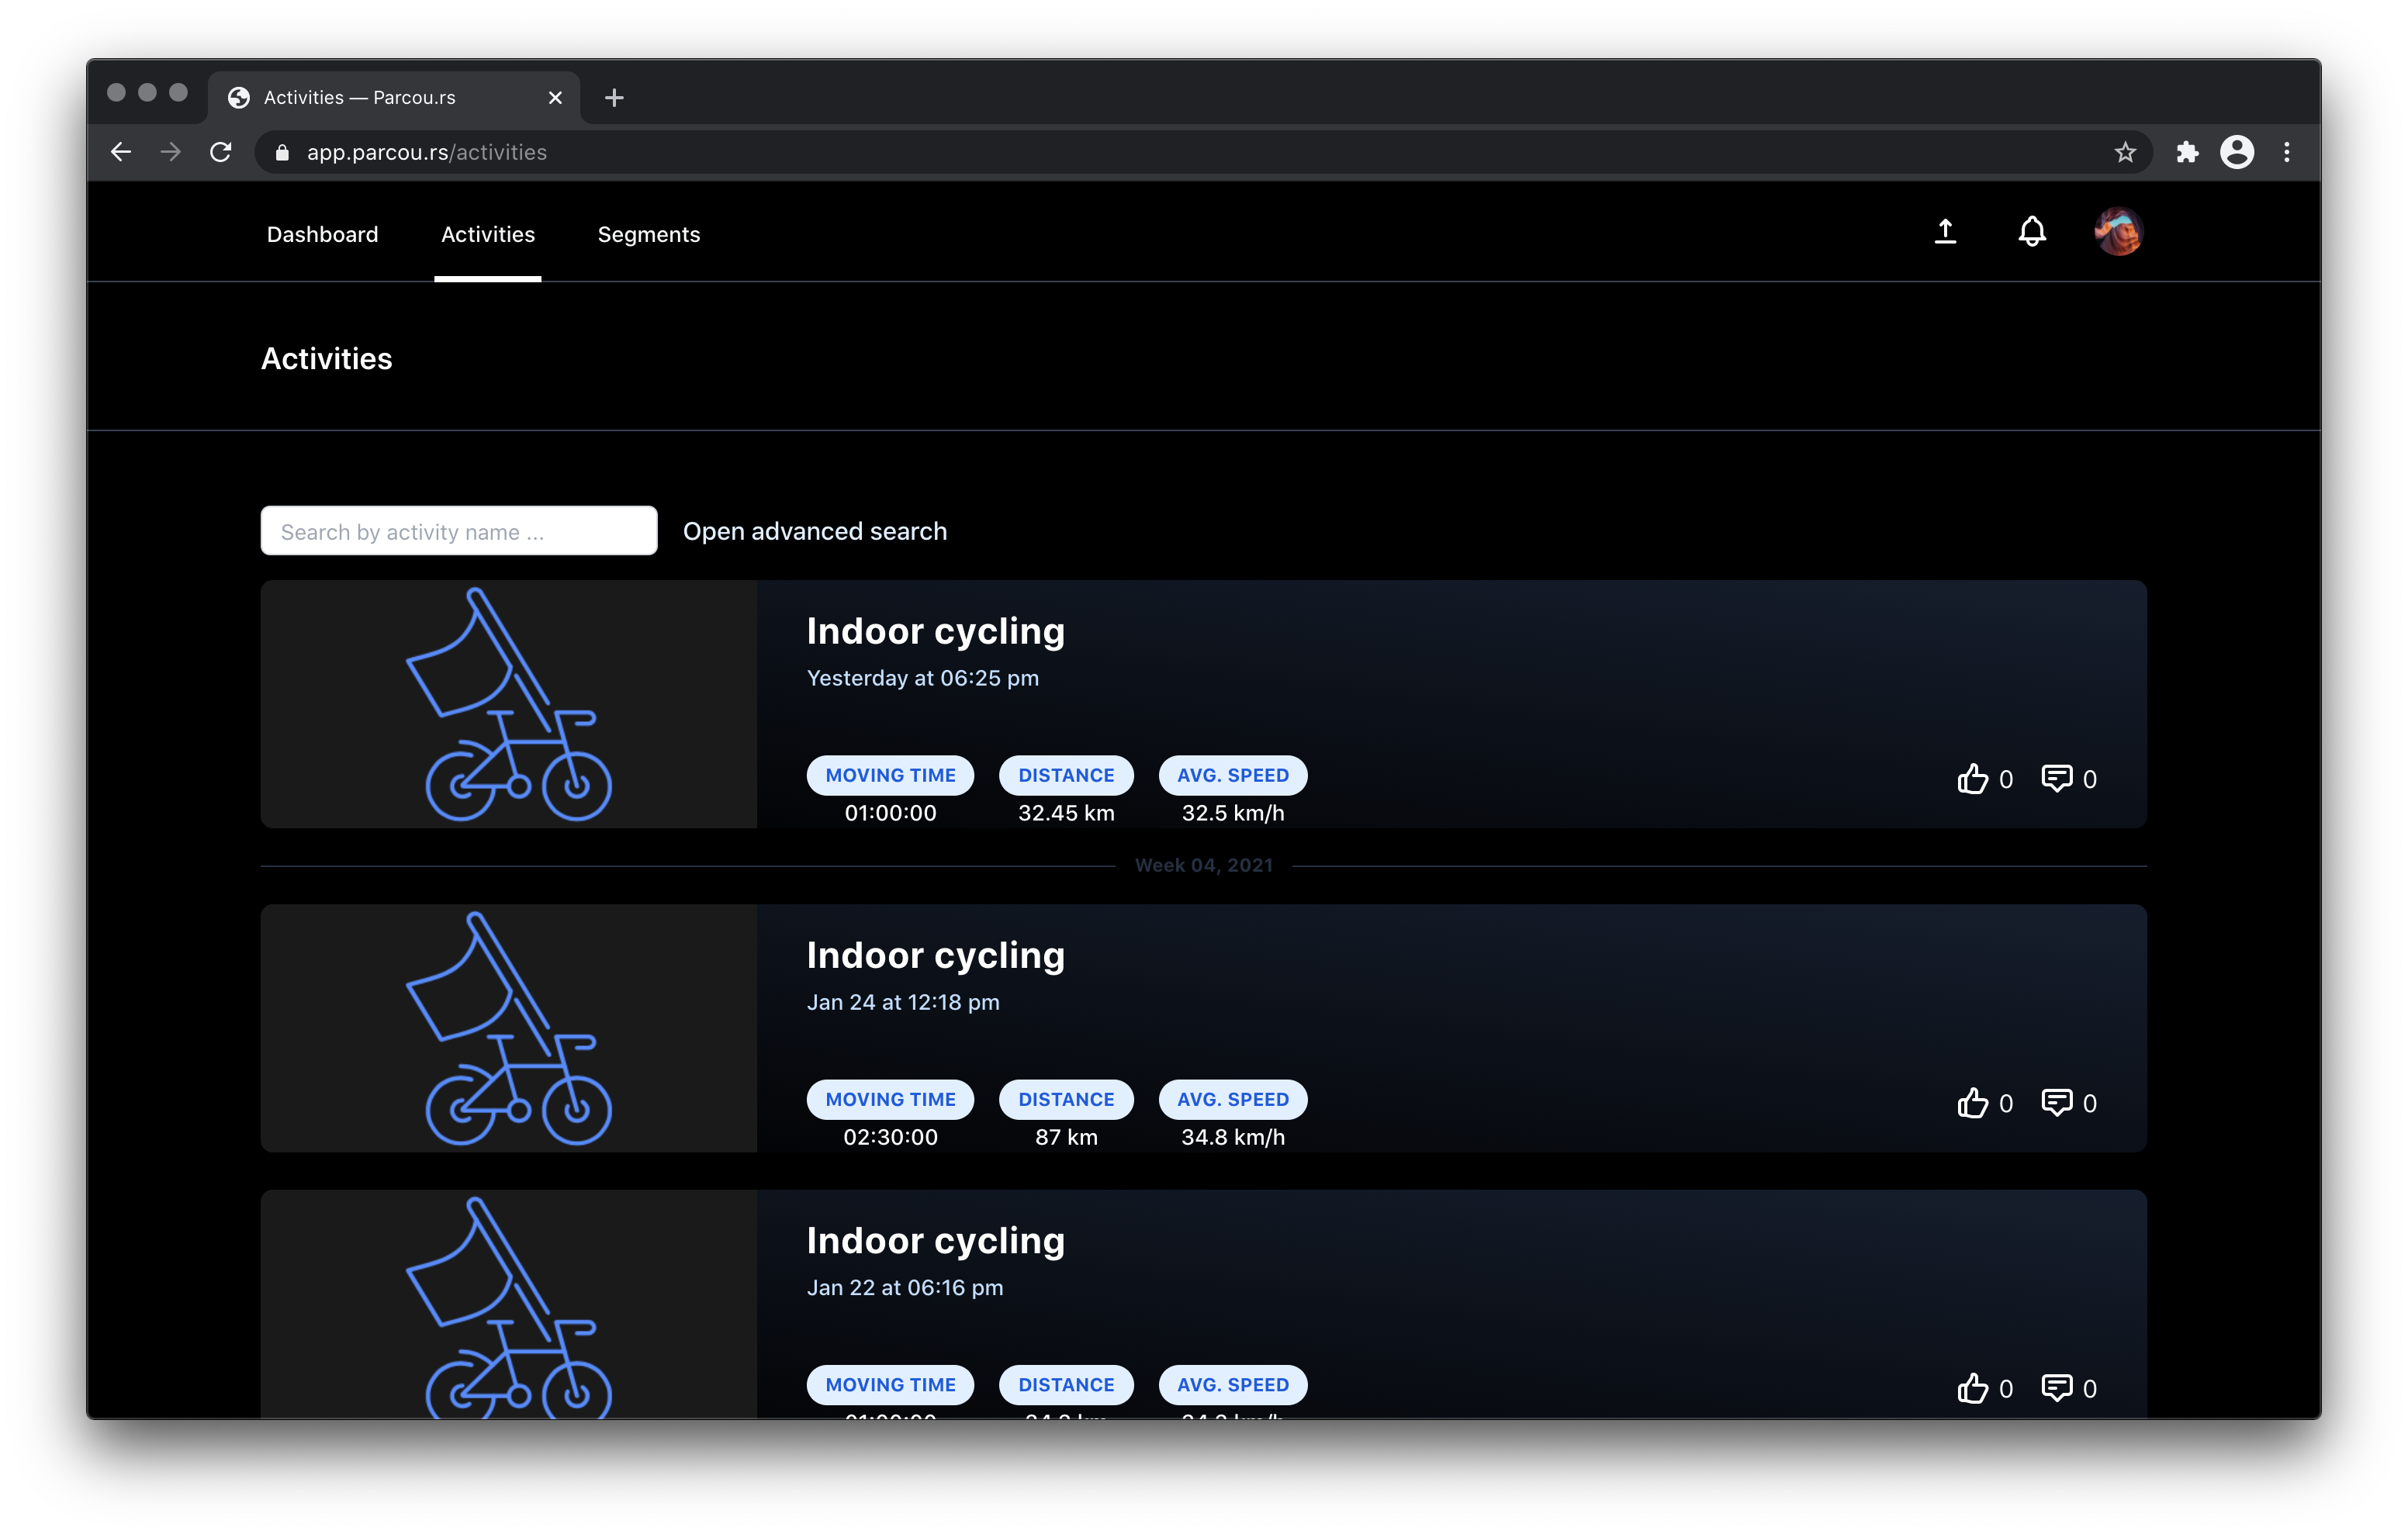 Activities — Parcou.rs
app.parcou.rs/activities
Dashboard Activities Segments
Activities
Search by activity name ... Open advanced search
Indoor cycling
Yesterday at 06:25 pm
MOVING TIME DISTANCE AVG. SPEED
01:00:00 32.45 km 32.5 km/h
0 0
Week 04, 2021
Indoor cycling
Jan 24 at 12:18 pm
MOVING TIME DISTANCE AVG. SPEED
02:30:00 87 km 34.8 km/h
0 0
Indoor cycling
Jan 22 at 06:16 pm
MOVING TIME DISTANCE AVG. SPEED
0 0